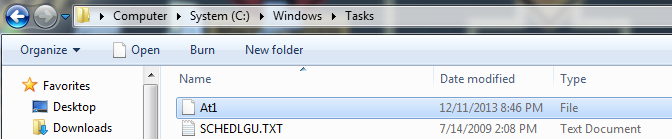 Computer System (C:) Windows Tasks
Organize Open Burn New folder
Favorites
Desktop
Downloads
Name Date modified Type
At1 12/11/2013 8:46 PM File
SCHEDLGU.TXT 7/14/2009 2:08 PM Text Document